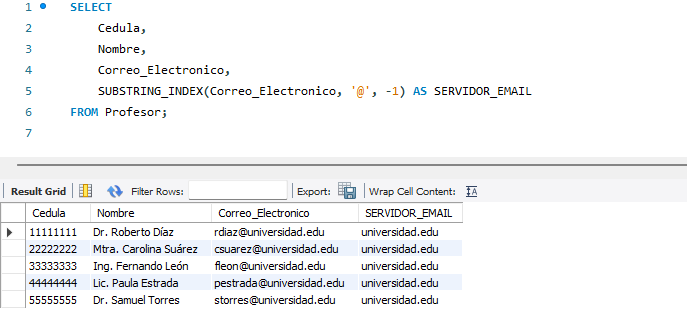 1 SELECT
2 Cedula,
3 Nombre,
4 Correo_Electronico,
5 SUBSTRING_INDEX(Correo_Electronico, '@', -1) AS SERVIDOR_EMAIL
6 FROM Profesor;
7
Result Grid Filter Rows: Export: Wrap Cell Content: IA
Cedula Nombre Correo_Electronico SERVIDOR_EMAIL
11111111 Dr. Roberto Díaz rdiaz@universidad.edu universidad.edu
22222222 Mtra. Carolina Suárez csuarez@universidad.edu universidad.edu
33333333 Ing. Fernando León fleon@universidad.edu universidad.edu
44444444 Lic. Paula Estrada pestrada@universidad.edu universidad.edu
55555555 Dr. Samuel Torres storres@universidad.edu universidad.edu